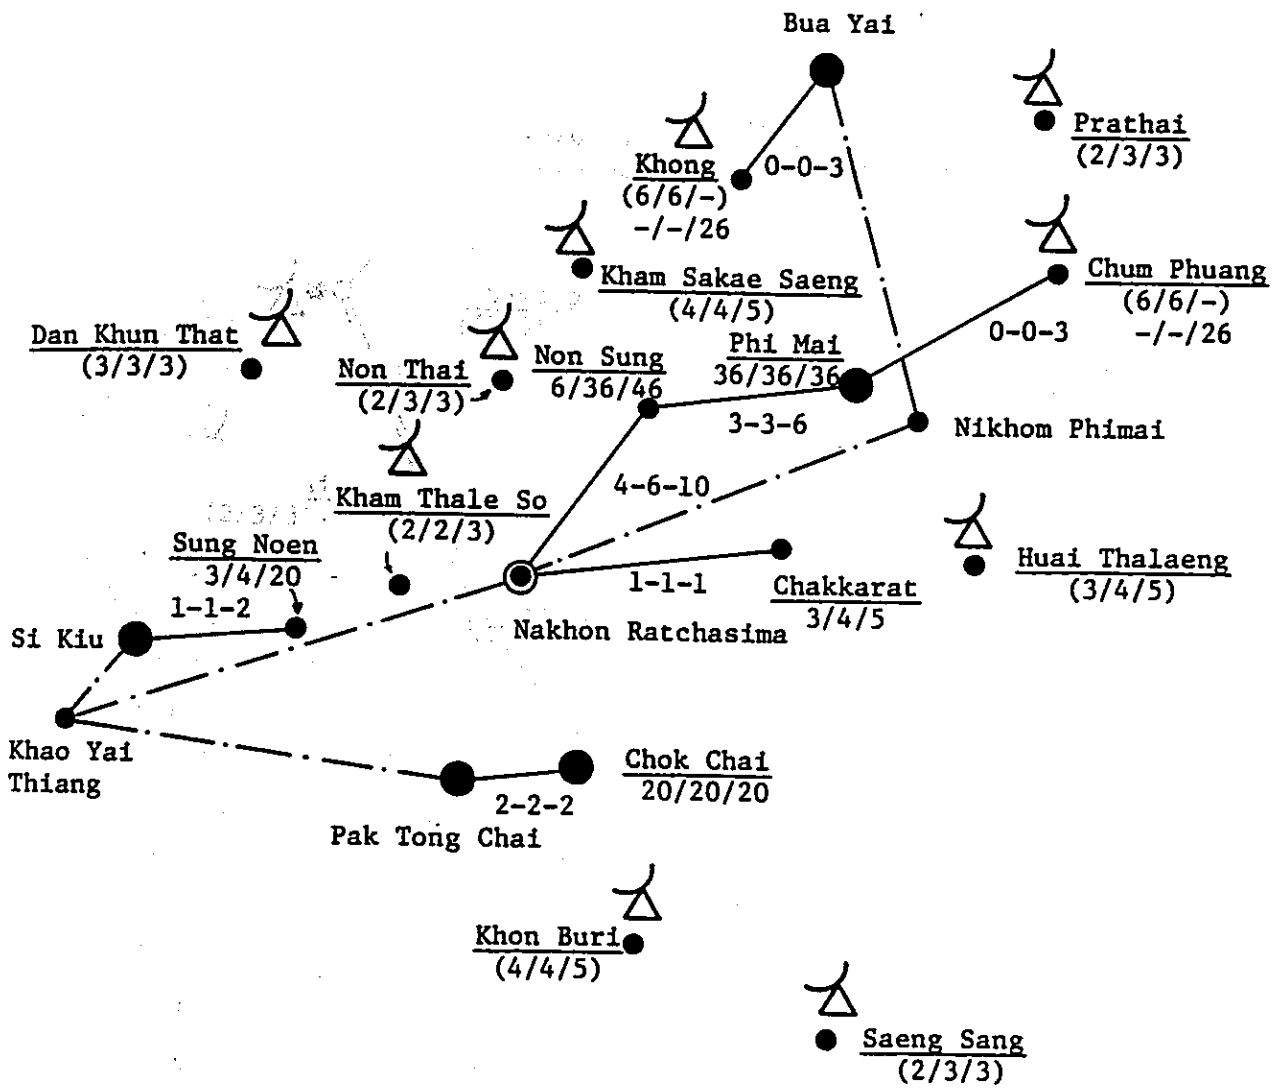 Bua Yai
Prathai
(2/3/3)
Khong
(6/6/-)
-/-/26
0-0-3
Kham Sakae Saeng
(4/4/5)
Chum Phuang
(6/6/-)
-/-/26
0-0-3
Dan Khun That
(3/3/3)
Non Thai
(2/3/3)
Non Sung
6/36/46
Phi Mai
36/36/36
3-3-6
Nikhom Phimai
4-6-10
Kham Thale So
(2/2/3)
Sung Noen
3/4/20
1-1-2
Si Kiu
Nakhon Ratchasima
1-1-1
Chakkarat
3/4/5
Huai Thalaeng
(3/4/5)
Khao Yai
Thiang
Chok Chai
20/20/20
2-2-2
Pak Tong Chai
Khon Buri
(4/4/5)
Saeng Sang
(2/3/3)